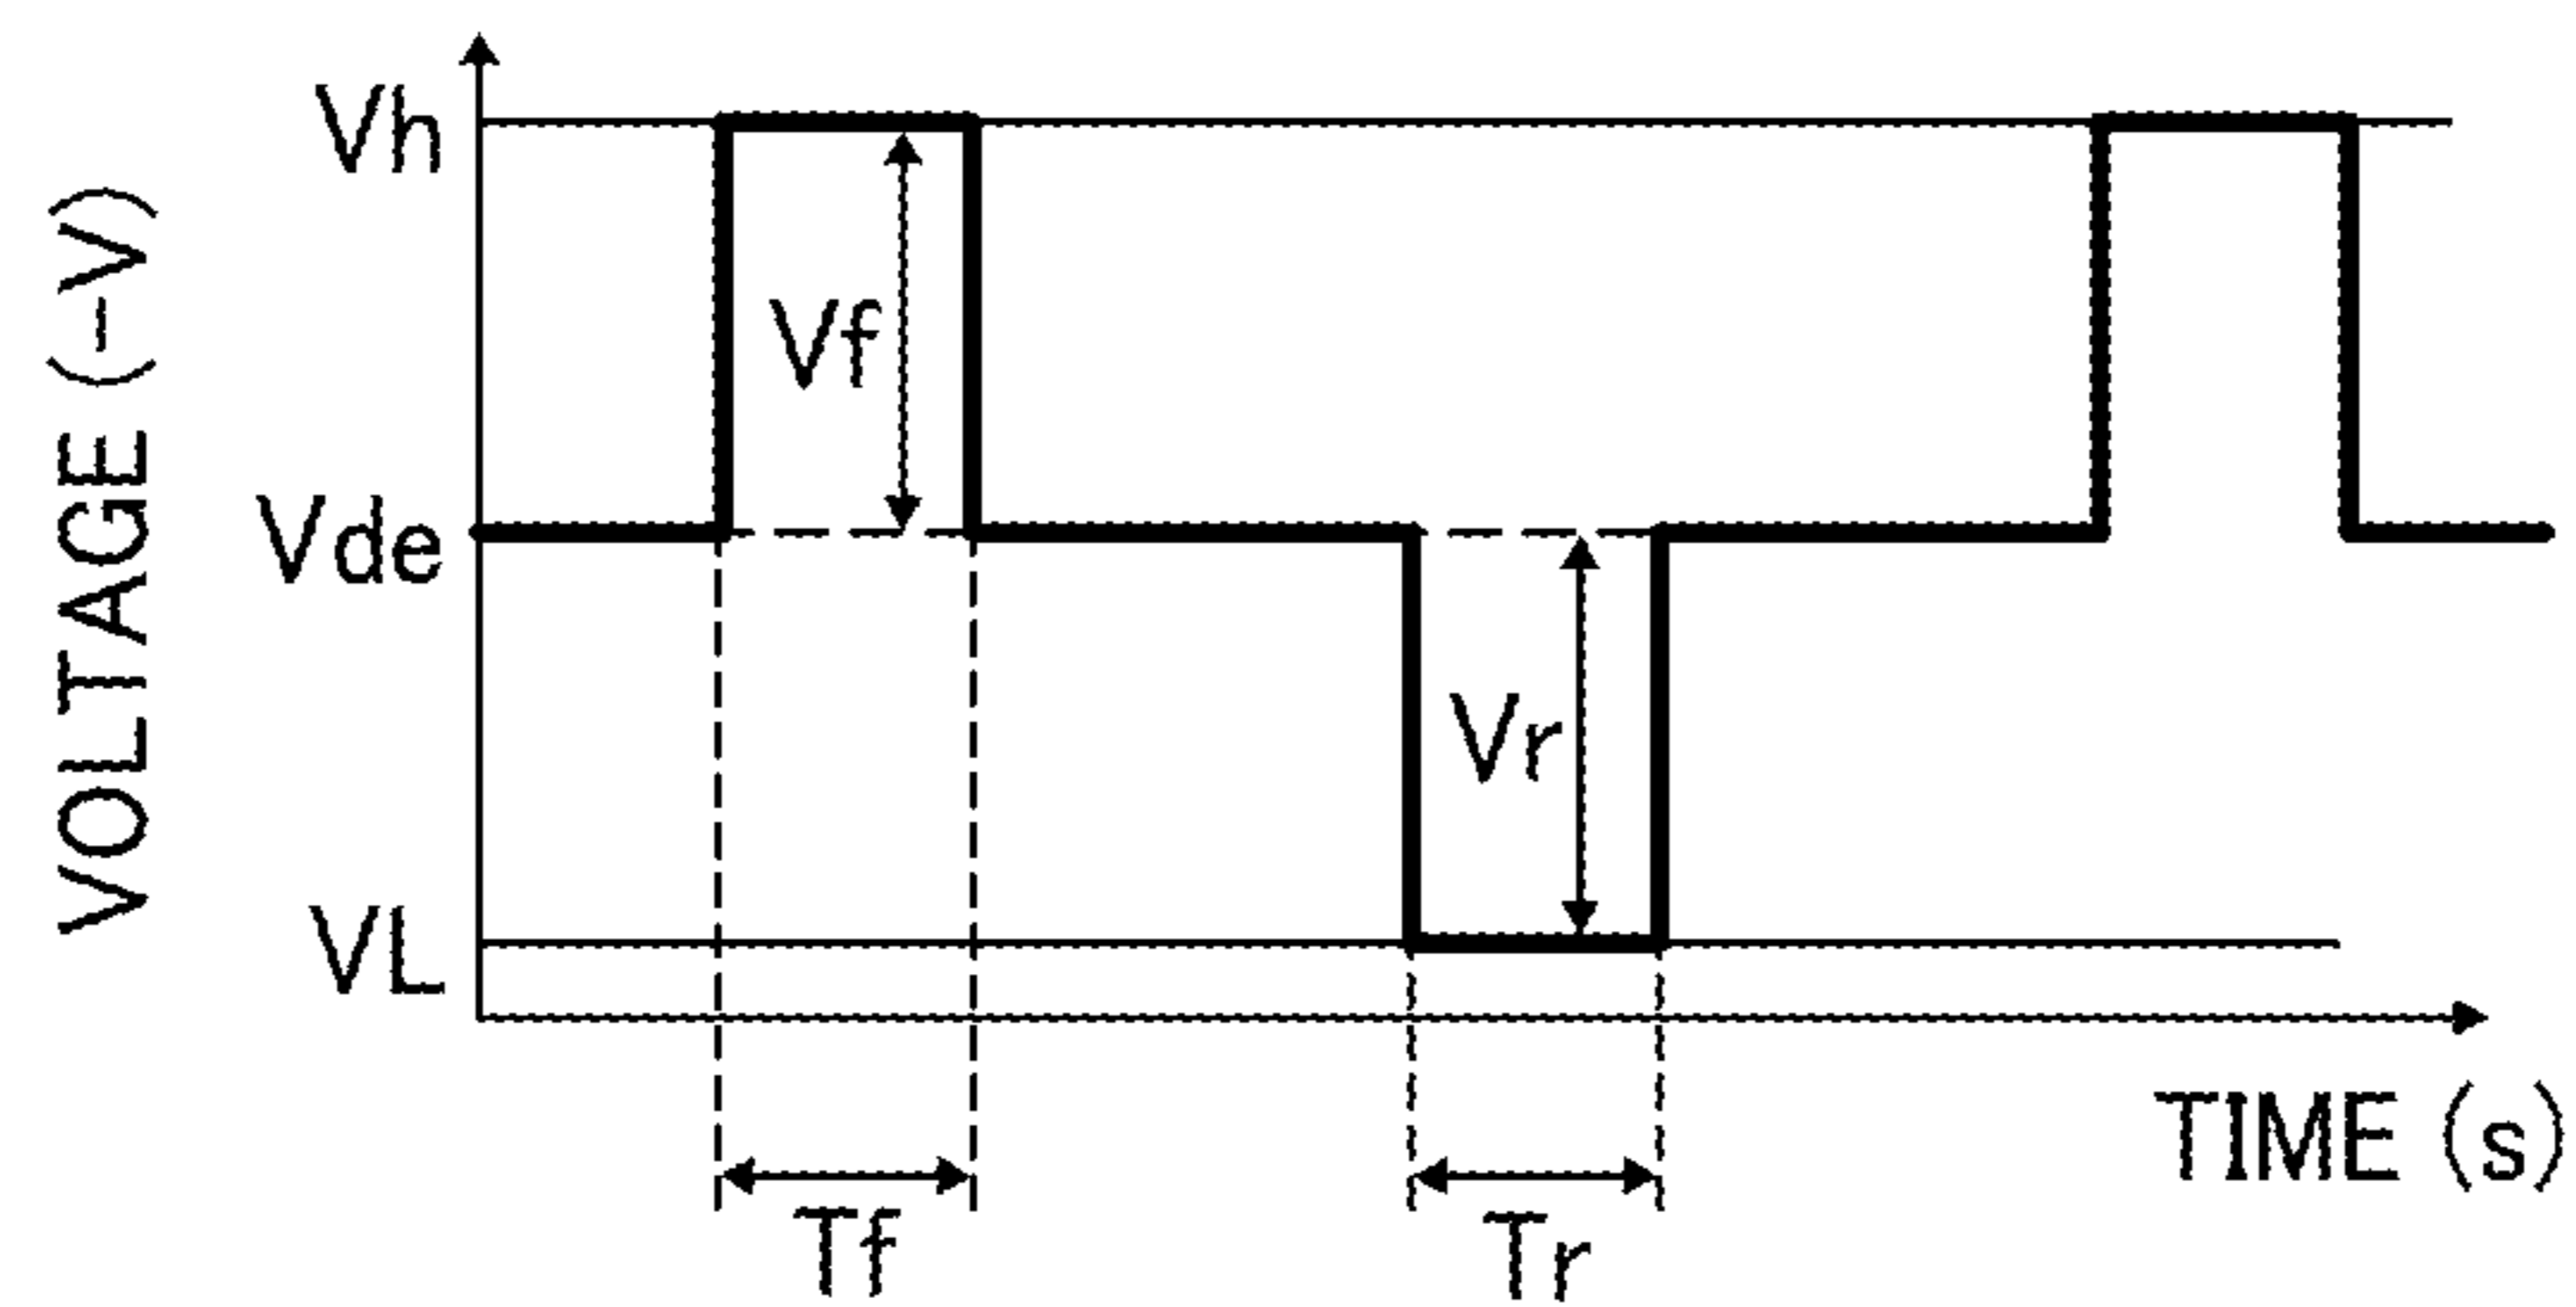 VOLTAGE (-V)
Vh
Vf
Vde
Vr
VL
TIME (s)
Tf
Tr